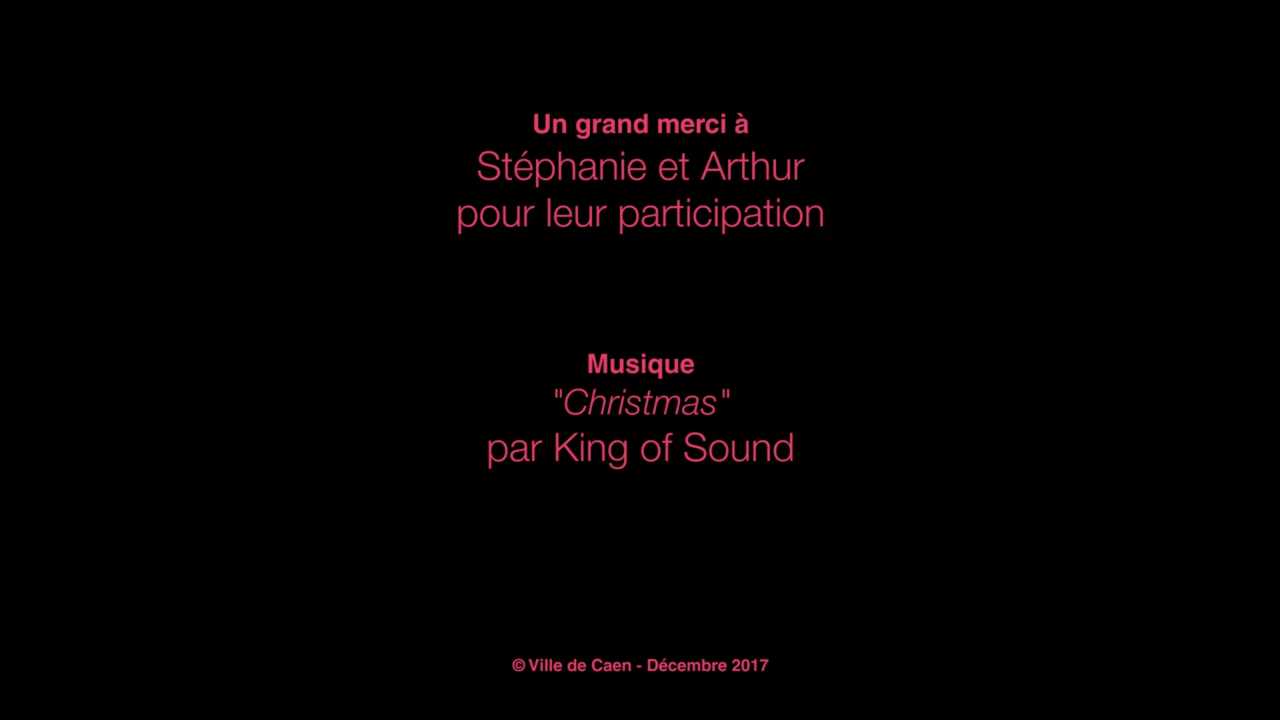 Un grand merci à
Stéphanie et Arthur
pour leur participation
Musique
"Christmas"
par King of Sound
© Ville de Caen - Décembre 2017